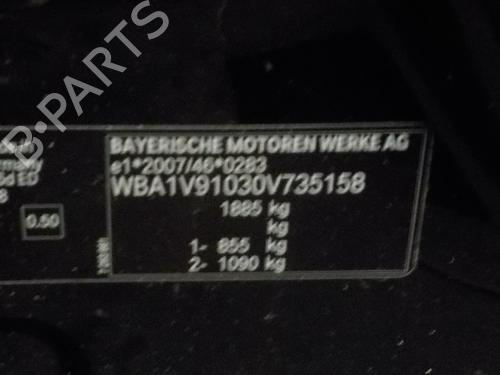 B-PARTS
BAYERISCHE MOTOREN WERKE AG
e1*2007/46*0283
WBA1V91030V735158
1885 kg
kg
1- 855 kg
2- 1090 kg
0.50